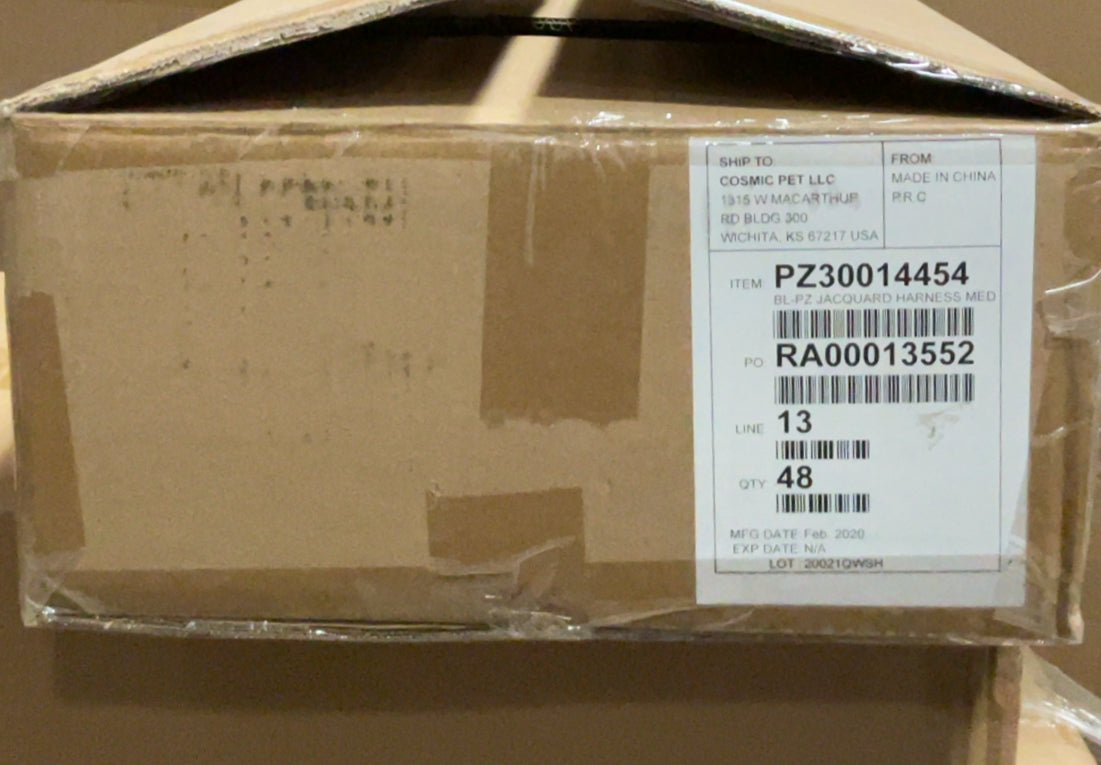 SHIP TO
COSMIC PET LLC
1315 W MACARTHUR
RD BLDG 300
WICHITA, KS 67217 USA
FROM
MADE IN CHINA
P.R.C
ITEM PZ30014454
BL-PZ JACQUARD HARNESS MED
PO RA00013552
LINE 13
QTY 48
MFG DATE Feb. 2020
EXP DATE N/A
LOT 20021QWSH